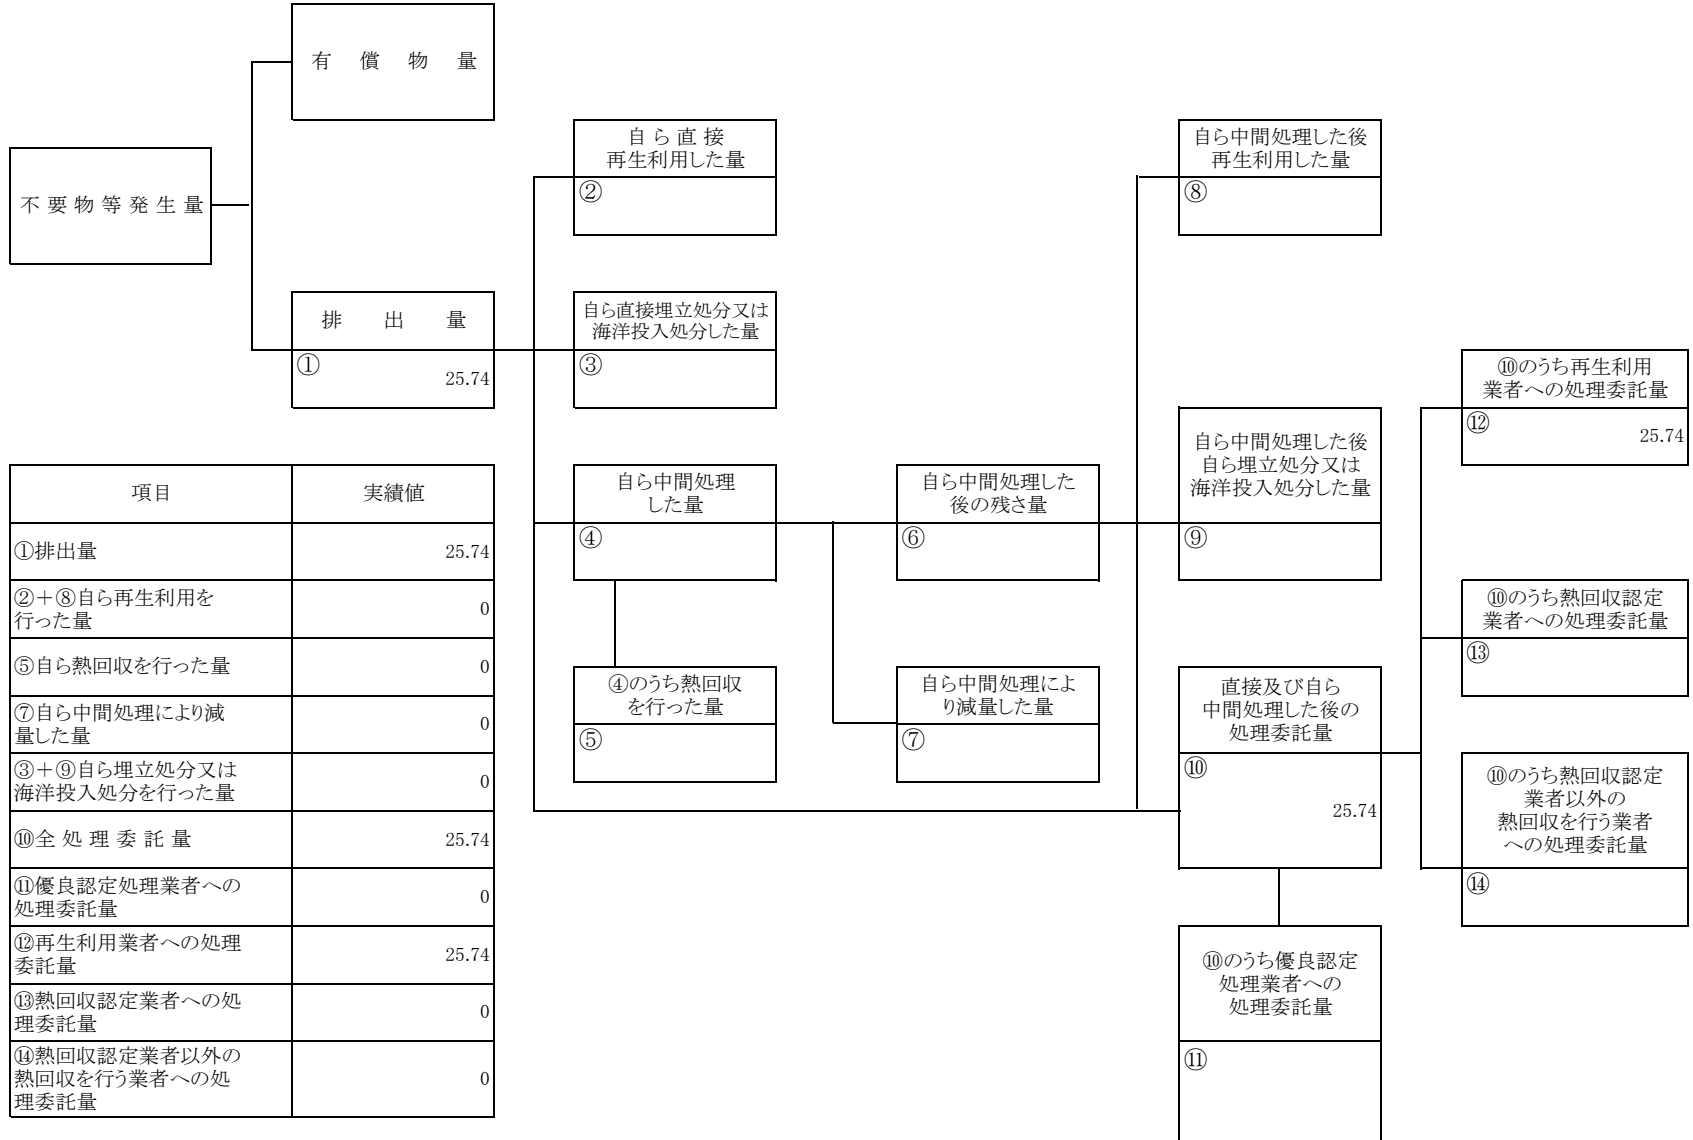 有　償　物　量
不 要 物 等 発 生 量
排　出　量
①
25.74
自 ら 直 接
再生利用した量
②
自ら直接埋立処分又は
海洋投入処分した量
③
自ら中間処理
した量
④
④のうち熱回収
を行った量
⑤
自ら中間処理した
後の残さ量
⑥
自ら中間処理によ
り減量した量
⑦
自ら中間処理した後
再生利用した量
⑧
自ら中間処理した後
自ら埋立処分又は
海洋投入処分した量
⑨
直接及び自ら
中間処理した後の
処理委託量
⑩
25.74
⑩のうち優良認定
処理業者への
処理委託量
⑪
⑩のうち再生利用
業者への処理委託量
⑫
25.74
⑩のうち熱回収認定
業者への処理委託量
⑬
⑩のうち熱回収認定
業者以外の
熱回収を行う業者
への処理委託量
⑭
項目 実績値
①排出量 25.74
②＋⑧自ら再生利用を
行った量 0
⑤自ら熱回収を行った量 0
⑦自ら中間処理により減
量した量 0
③＋⑨自ら埋立処分又は
海洋投入処分を行った量 0
⑩全 処 理 委 託 量 25.74
⑪優良認定処理業者への
処理委託量 0
⑫再生利用業者への処理
委託量 25.74
⑬熱回収認定業者への処
理委託量 0
⑭熱回収認定業者以外の
熱回収を行う業者への処
理委託量 0